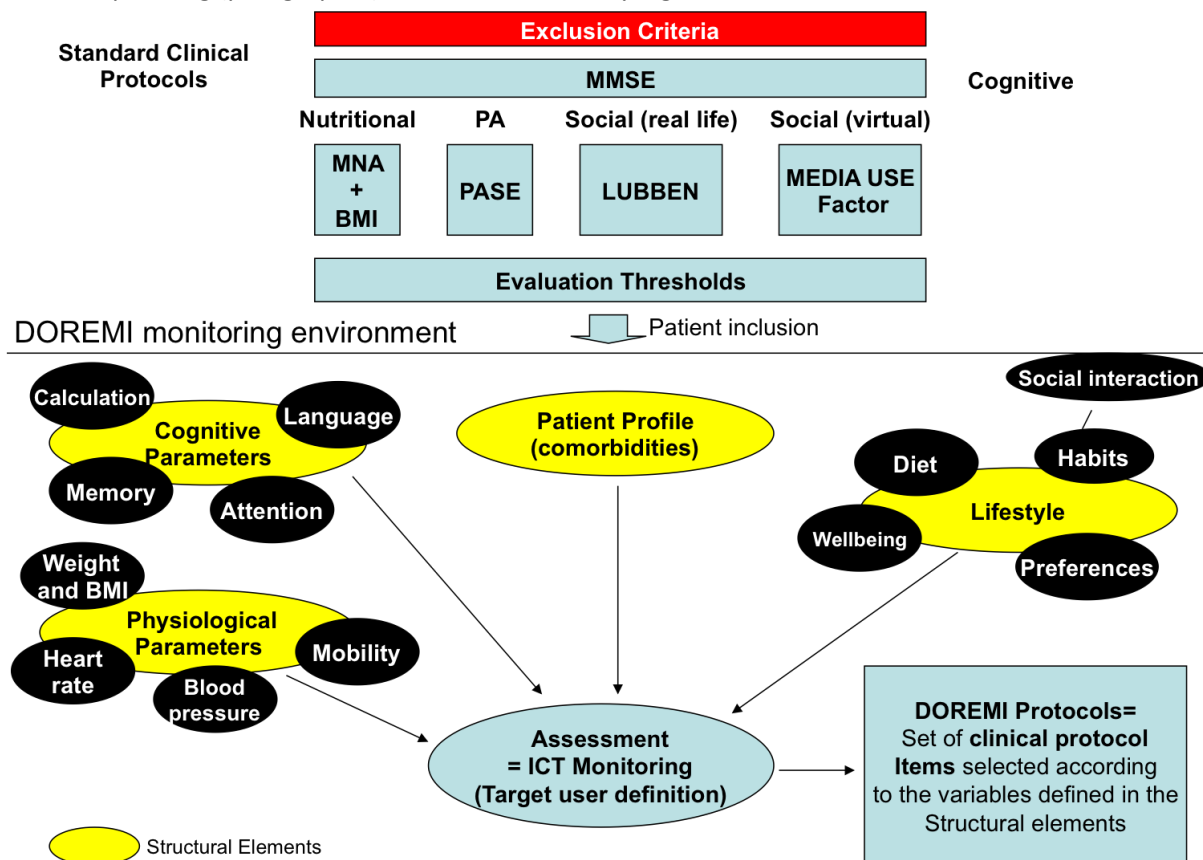 Exclusion Criteria
Standard Clinical
Protocols
MMSE
Cognitive
Nutritional
PA
Social (real life)
Social (virtual)
MNA
+
BMI
PASE
LUBBEN
MEDIA USE
Factor
Evaluation Thresholds
Patient inclusion
DOREMI monitoring environment
Calculation
Language
Cognitive
Parameters
Memory
Attention
Patient Profile
(comorbidities)
Social interaction
Diet
Habits
Lifestyle
Wellbeing
Preferences
Weight
and BMI
Physiological
Parameters
Mobility
Heart
rate
Blood
pressure
Assessment
= ICT Monitoring
(Target user definition)
DOREMI Protocols=
Set of clinical protocol
Items selected according
to the variables defined in the
Structural elements
Structural Elements